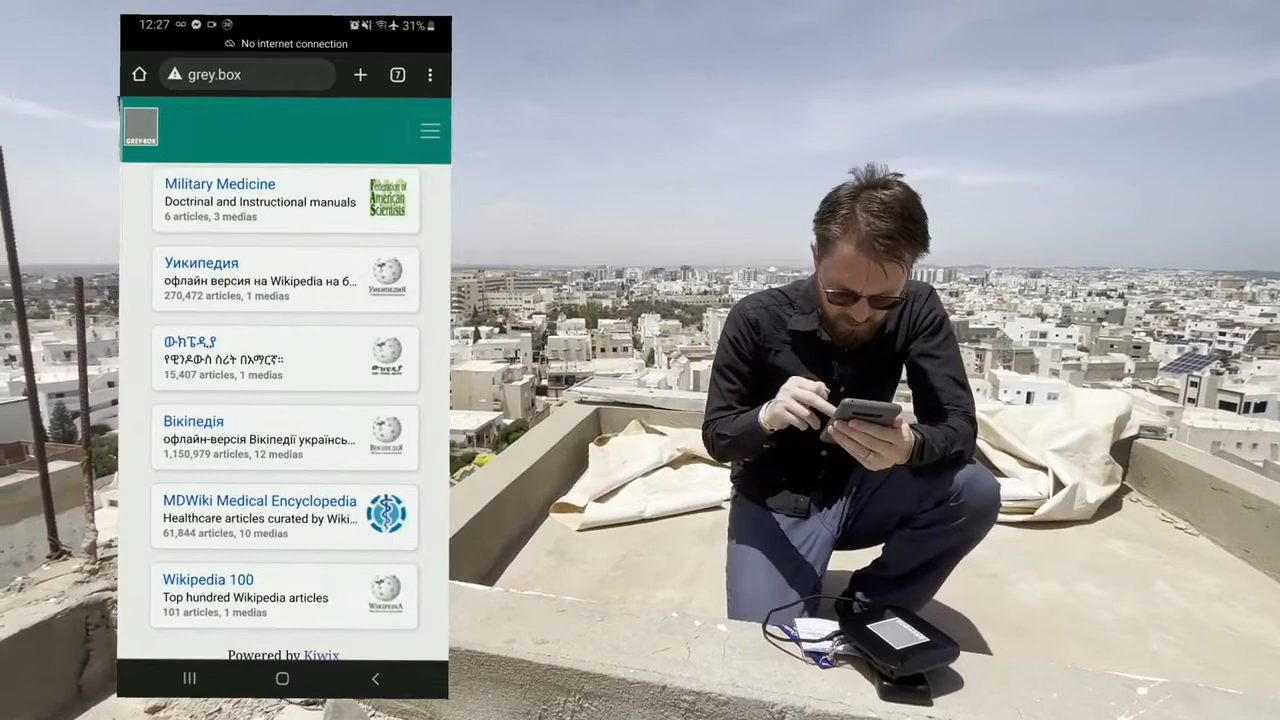 12:27
31%
No internet connection
grey.box
7
GREY-BOX
Military Medicine
Doctrinal and Instructional manuals
6 articles, 3 medias
Federation of
American
Scientists
Уикипедия
офлайн версия на Wikipedia на б...
270,472 articles, 1 medias
УИКИПЕДИЯ
ውክፔዲያ
የዊንዶውስ ስሪት በአማርኛ።
15,407 articles, 1 medias
Вікіпедія
офлайн-версія Вікіпедії українсь...
1,150,979 articles, 12 medias
ВІКІПЕДІЯ
MDWiki Medical Encyclopedia
Healthcare articles curated by Wiki...
61,844 articles, 10 medias
Wikipedia 100
Top hundred Wikipedia articles
101 articles, 1 medias
WIKIPEDIA
Powered by Kiwix